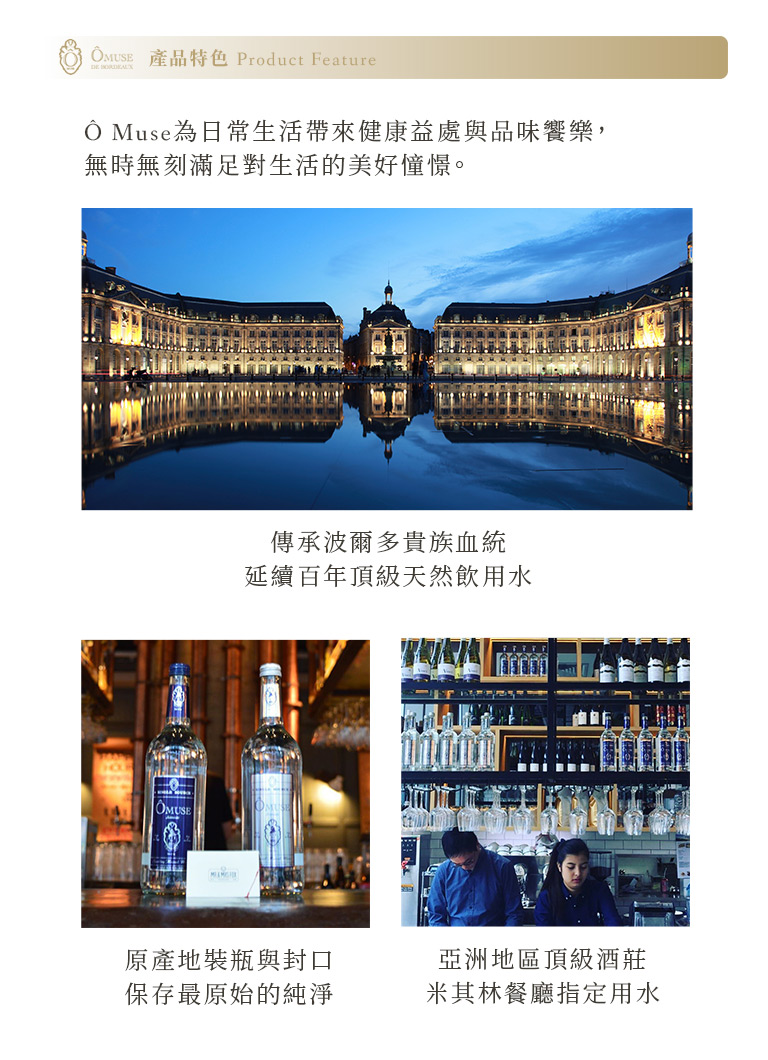 ÔMUSE
DE BORDEAUX
產品特色 Product Feature
Ô Muse為日常生活帶來健康益處與品味饗樂，
無時無刻滿足對生活的美好憧憬。
傳承波爾多貴族血統
延續百年頂級天然飲用水
ÔMUSE
ÔMUSE
原產地裝瓶與封口
保存最原始的純淨
亞洲地區頂級酒莊
米其林餐廳指定用水